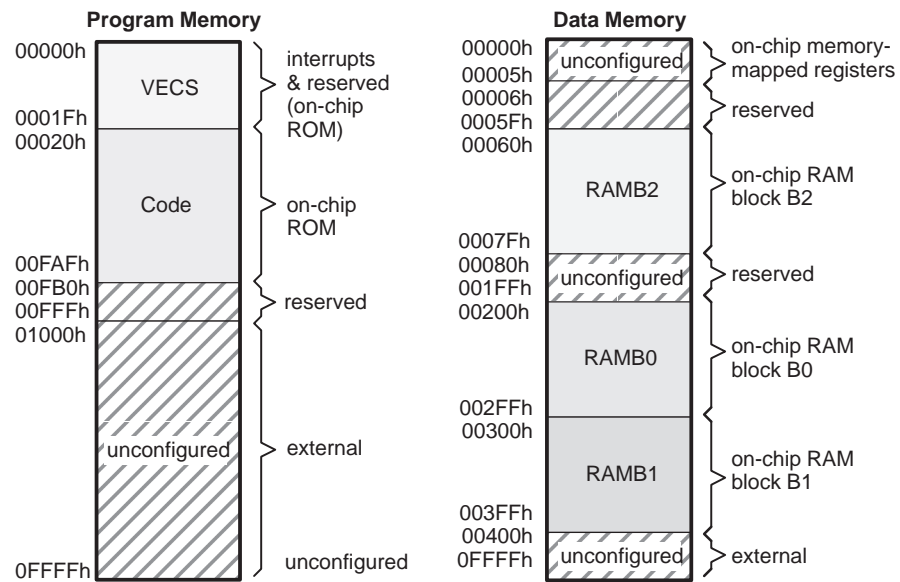 Program Memory
00000h
VECS
interrupts
& reserved
(on-chip
ROM)
0001Fh
00020h
Code
on-chip
ROM
00FAFh
00FB0h
reserved
00FFFh
01000h
unconfigured
external
unconfigured
0FFFFh
Data Memory
00000h
unconfigured
on-chip memory-
mapped registers
00005h
00006h
reserved
0005Fh
00060h
RAMB2
on-chip RAM
block B2
0007Fh
00080h
unconfigured
reserved
001FFh
00200h
RAMB0
on-chip RAM
block B0
002FFh
00300h
RAMB1
on-chip RAM
block B1
003FFh
00400h
unconfigured
external
0FFFFh